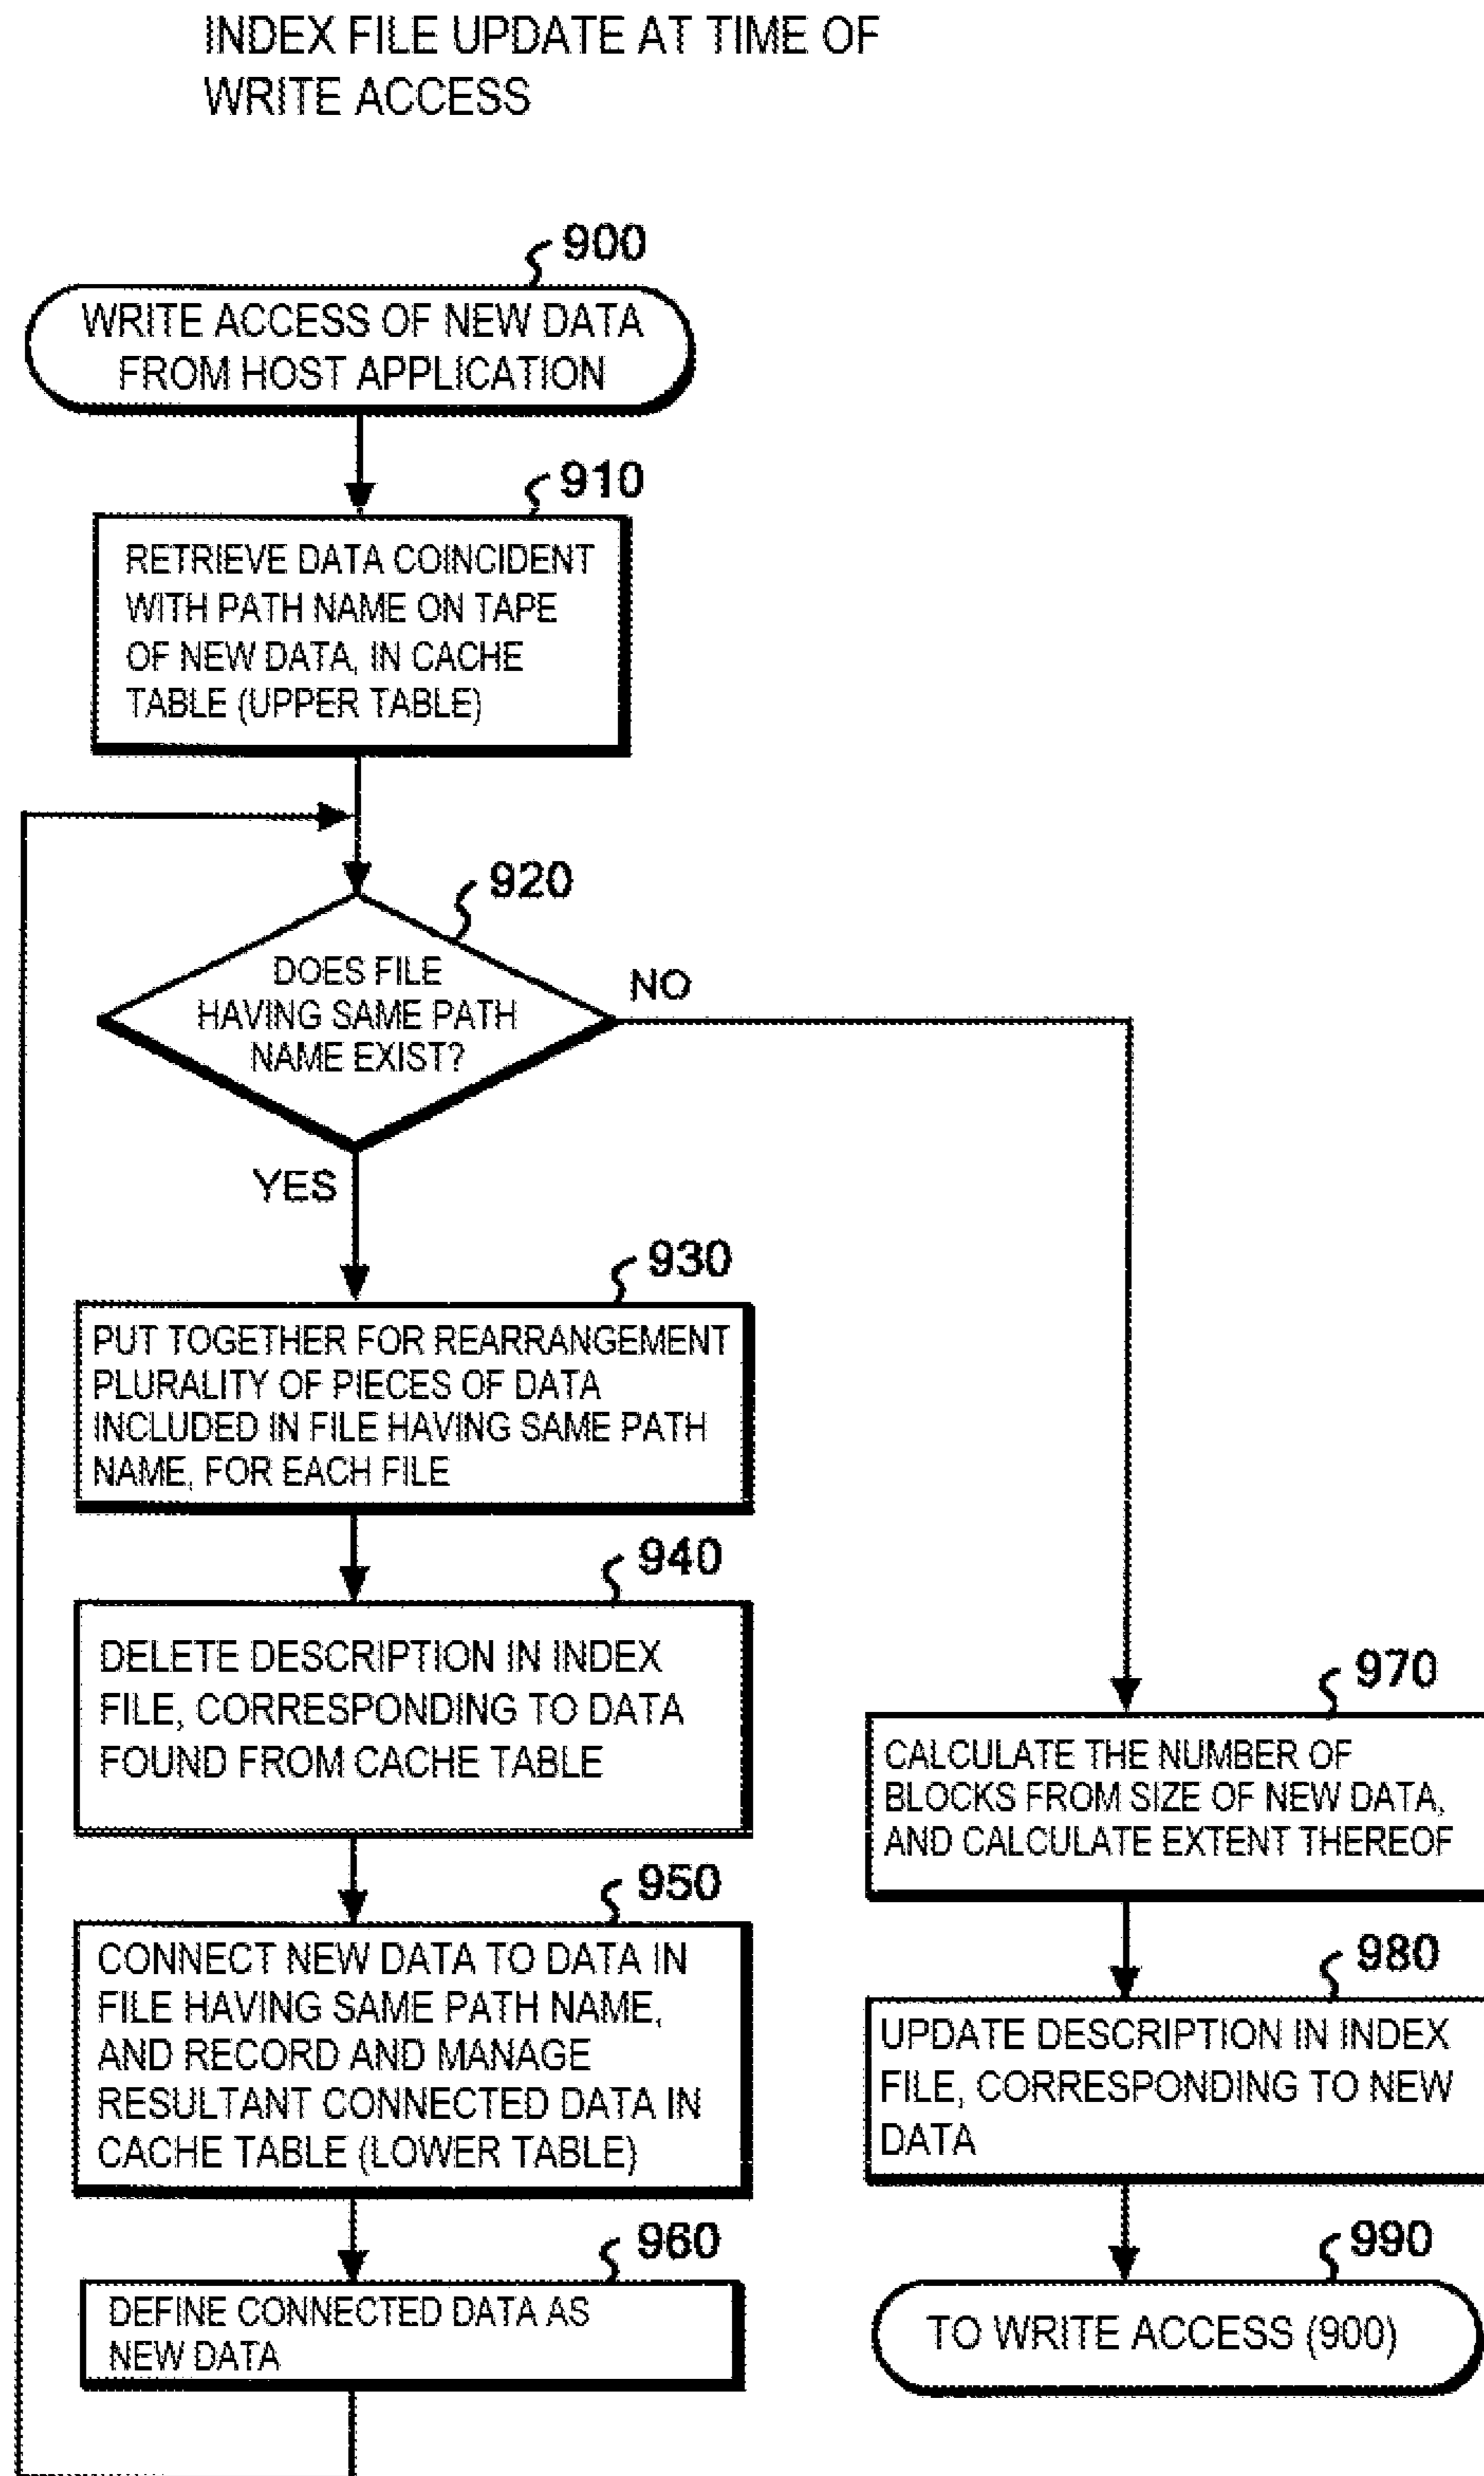 INDEX FILE UPDATE AT TIME OF
WRITE ACCESS
900
WRITE ACCESS OF NEW DATA
FROM HOST APPLICATION
910
RETRIEVE DATA COINCIDENT
WITH PATH NAME ON TAPE
OF NEW DATA, IN CACHE
TABLE (UPPER TABLE)
920
DOES FILE
HAVING SAME PATH
NAME EXIST?
NO
YES
930
PUT TOGETHER FOR REARRANGEMENT
PLURALITY OF PIECES OF DATA
INCLUDED IN FILE HAVING SAME PATH
NAME, FOR EACH FILE
940
DELETE DESCRIPTION IN INDEX
FILE, CORRESPONDING TO DATA
FOUND FROM CACHE TABLE
950
CONNECT NEW DATA TO DATA IN
FILE HAVING SAME PATH NAME,
AND RECORD AND MANAGE
RESULTANT CONNECTED DATA IN
CACHE TABLE (LOWER TABLE)
960
DEFINE CONNECTED DATA AS
NEW DATA
970
CALCULATE THE NUMBER OF
BLOCKS FROM SIZE OF NEW DATA,
AND CALCULATE EXTENT THEREOF
980
UPDATE DESCRIPTION IN INDEX
FILE, CORRESPONDING TO NEW
DATA
990
TO WRITE ACCESS (900)